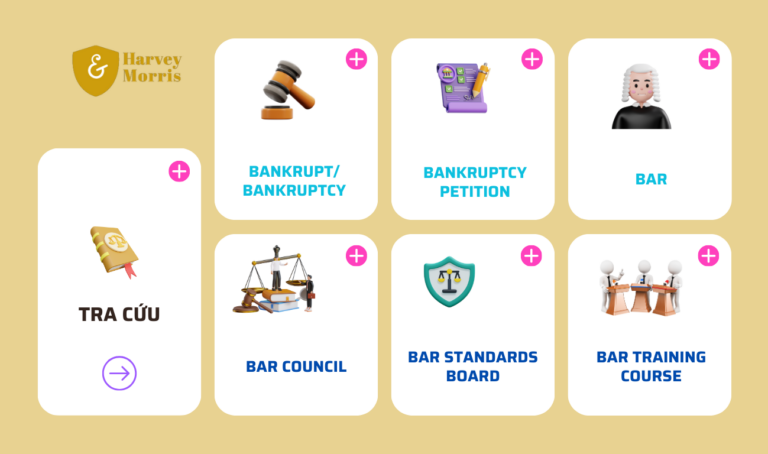 &
Harvey
Morris
BANKRUPT/
BANKRUPTCY
BANKRUPTCY
PETITION
BAR
TRA CỨU
BAR COUNCIL
BAR STANDARDS
BOARD
BAR TRAINING
COURSE